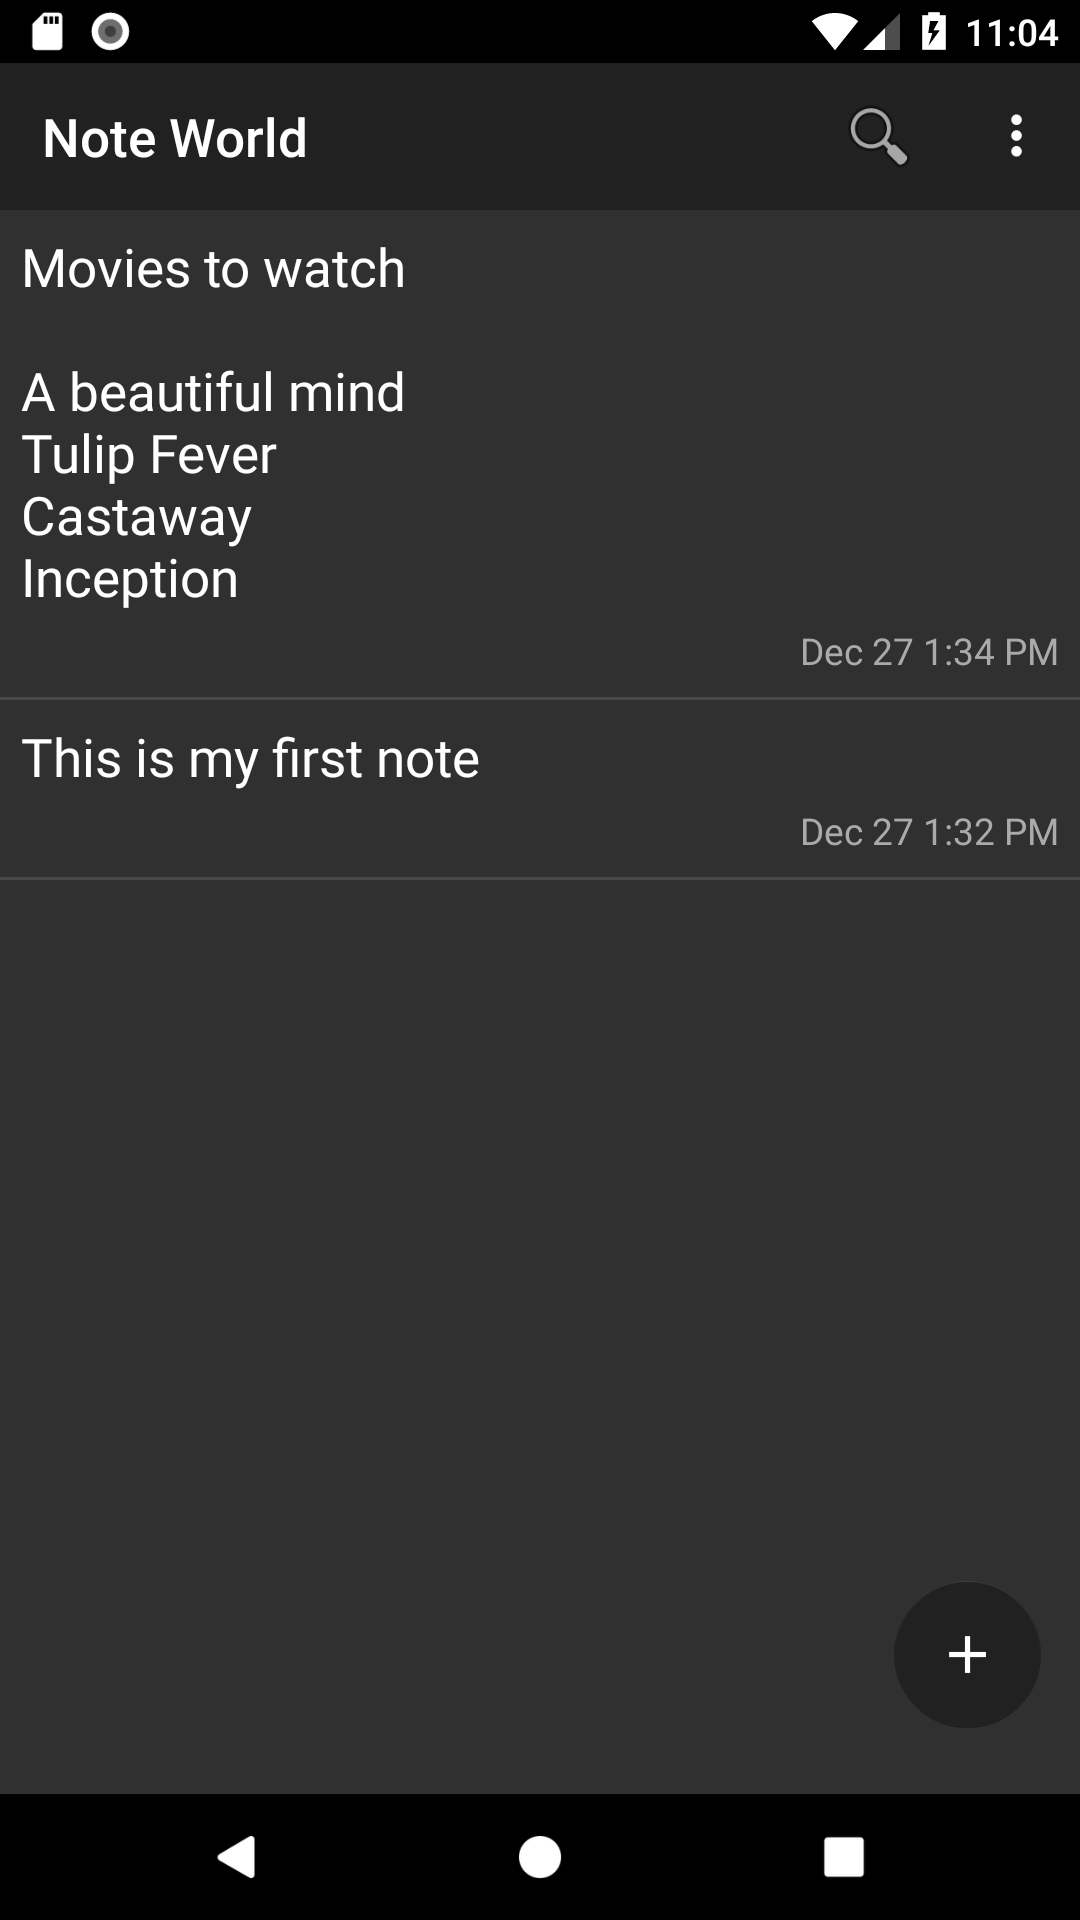 11:04
Note World
Movies to watch
A beautiful mind
Tulip Fever
Castaway
Inception
Dec 27 1:34 PM
This is my first note
Dec 27 1:32 PM